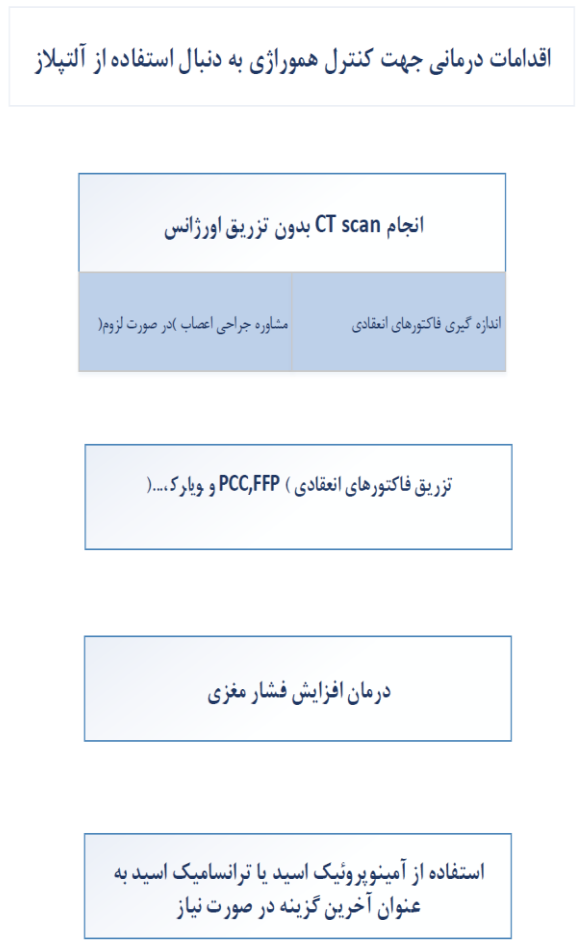 اقدامات درمانی جهت کنترل هموراژی به دنبال استفاده از آلتپلاز
انجام CT scan بدون تزریق اورژانس
اندازه گیری فاکتورهای انعقادی
مشاوره جراحی اعصاب )در صورت لزوم(
تزریق فاکتورهای انعقادی ) PCC,FFP و ویلبرک،...(
درمان افزایش فشار مغزی
استفاده از آمینوپروئیک اسید یا ترانسامیک اسید به
عنوان آخرین گزینه در صورت نیاز